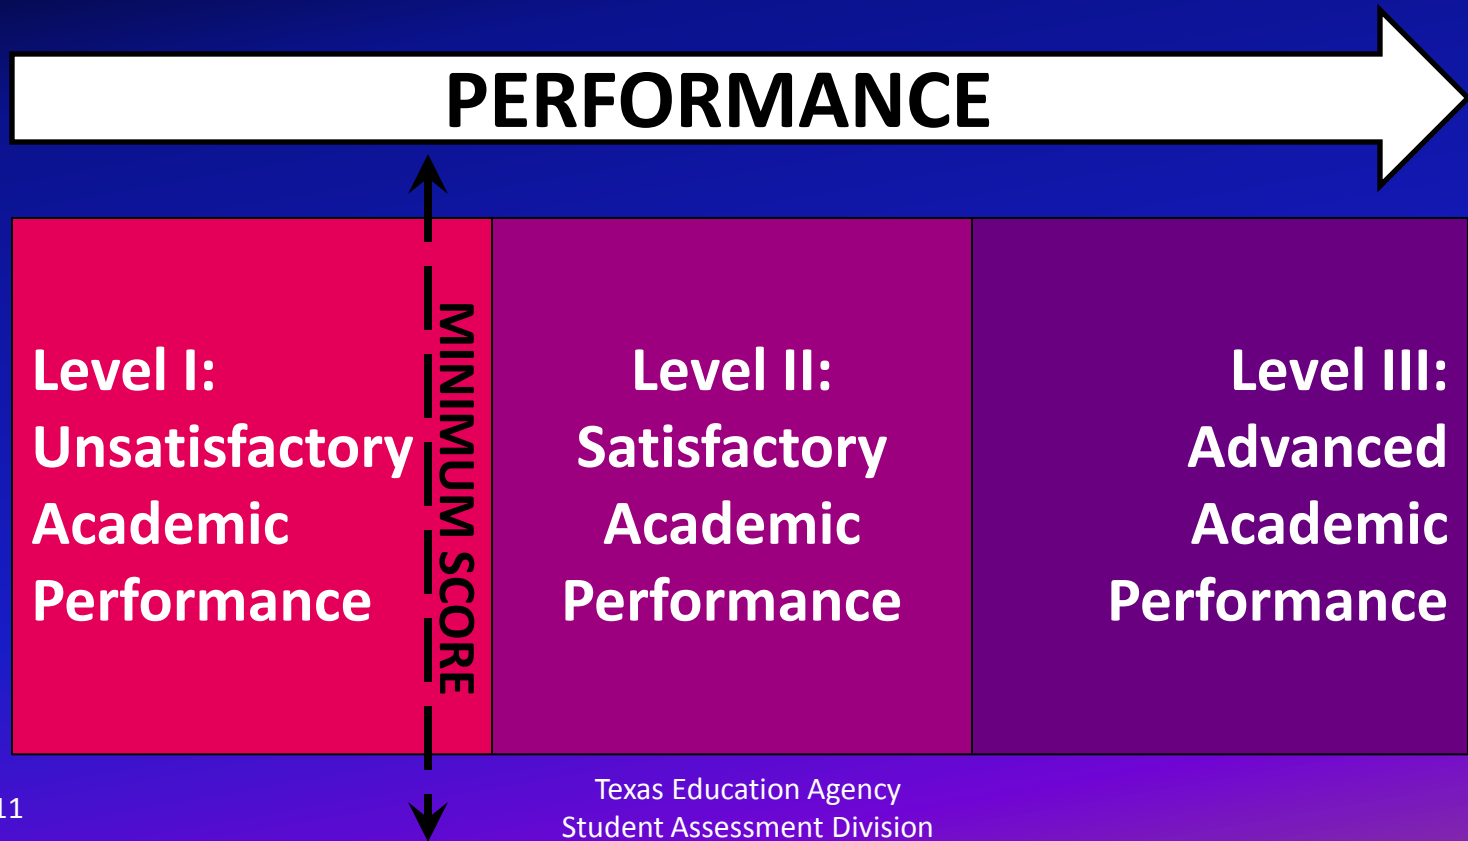 PERFORMANCE
Level I:
Unsatisfactory
Academic
Performance
MINIMUM SCORE
Level II:
Satisfactory
Academic
Performance
Level III:
Advanced
Academic
Performance
11
Texas Education Agency
Student Assessment Division